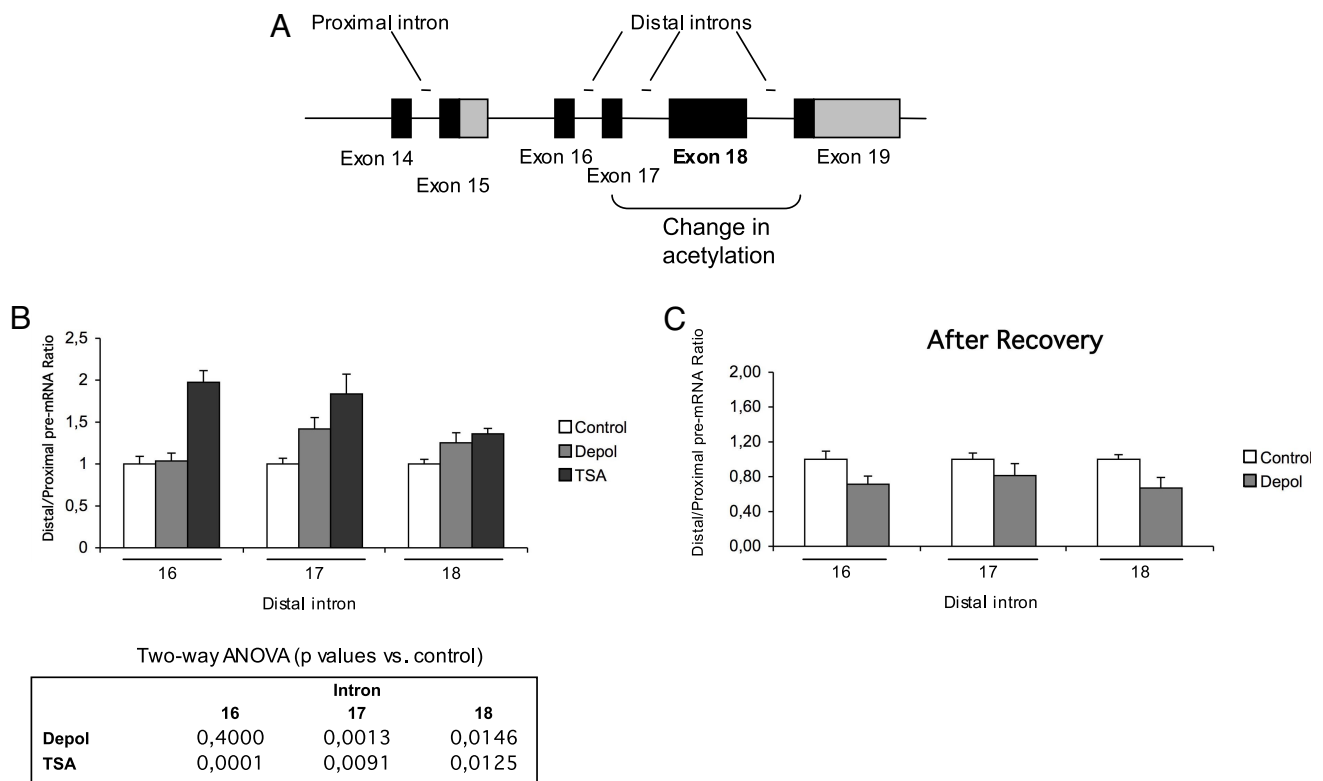 A
Proximal intron
Distal introns
Exon 14
Exon 15
Exon 16
Exon 17
Exon 18
Exon 19
Change in
acetylation
B
Distal/Proximal pre-mRNA Ratio
2,5
2
1,5
1
0,5
0
16
17
18
Distal intron
Control
Depol
TSA
Two-way ANOVA (p values vs. control)
Intron
16 17 18
Depol 0,4000 0,0013 0,0146
TSA 0,0001 0,0091 0,0125
C
After Recovery
Distal/Proximal pre-mRNA Ratio
2,00
1,60
1,20
0,80
0,40
0,00
16
17
18
Distal intron
Control
Depol